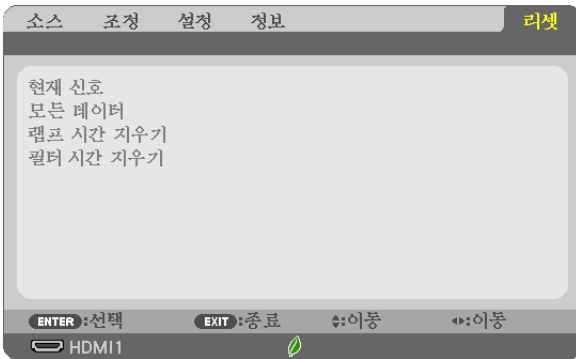 소스 조정 설정 정보 리셋
현재 신호
모든 데이터
램프 시간 지우기
필터 시간 지우기
ENTER :선택 EXIT :종료 :이동 :이동
HDMI1